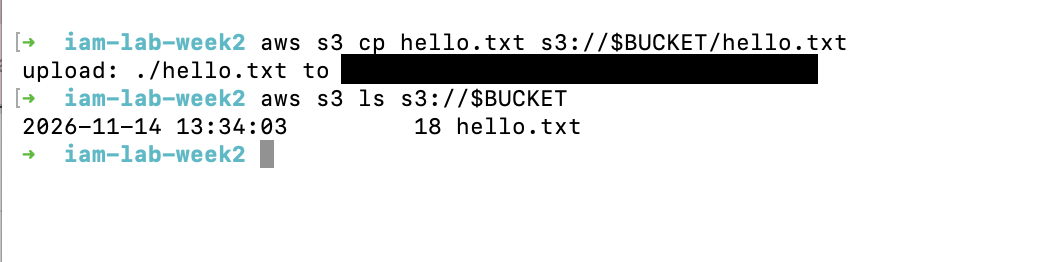 [➜  iam-lab-week2 aws s3 cp hello.txt s3://$BUCKET/hello.txt
upload: ./hello.txt to
[➜  iam-lab-week2 aws s3 ls s3://$BUCKET
2026-11-14 13:34:03         18 hello.txt
➜  iam-lab-week2